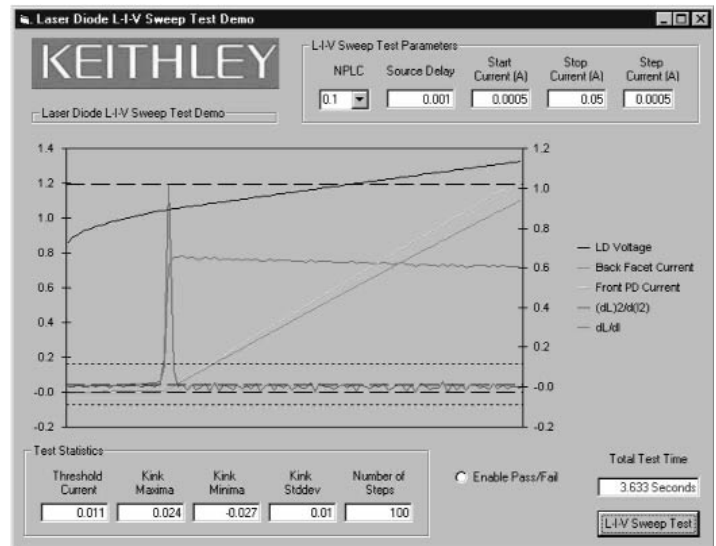 Laser Diode L-I-V Sweep Test Demo
KEITHLEY
Laser Diode L-I-V Sweep Test Demo
L-I-V Sweep Test Parameters
NPLC
Source Delay
Start Current (A)
Stop Current (A)
Step Current (A)
0.1
0.001
0.0005
0.05
0.0005
1.4
1.2
1.0
0.8
0.6
0.4
0.2
-0.0
-0.2
1.2
1.0
0.8
0.6
0.4
0.2
-0.0
-0.2
LD Voltage
Back Facet Current
Front PD Current
(dL)2/d(I2)
dL/dI
Test Statistics
Threshold Current
Kink Maxima
Kink Minima
Kink Stddev
Number of Steps
0.011
0.024
-0.027
0.01
100
Enable Pass/Fail
Total Test Time
3.633 Seconds
L-I-V Sweep Test